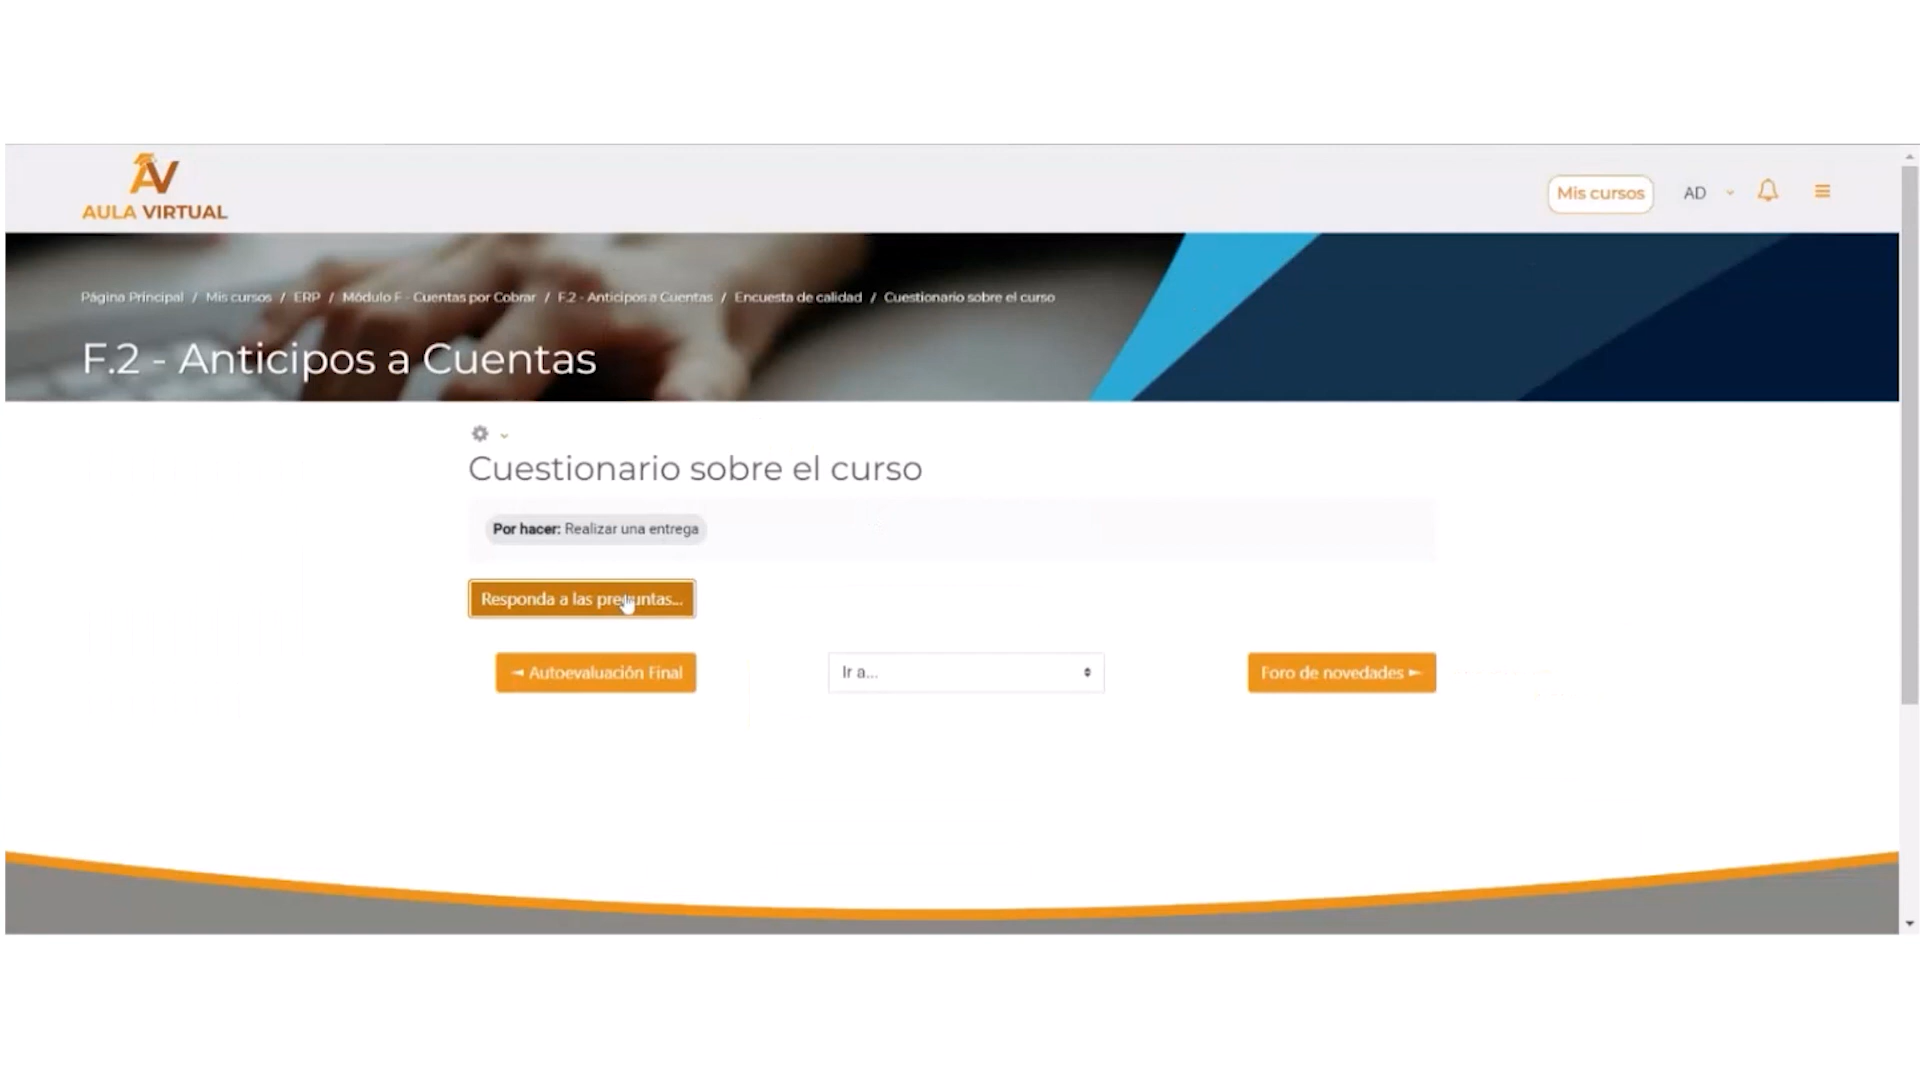 AV
AULA VIRTUAL
Mis cursos
AD
Página Principal / Mis cursos / ERP / Módulo F - Cuentas por Cobrar / F.2 - Anticipos a Cuentas / Encuesta de calidad / Cuestionario sobre el curso
F.2 - Anticipos a Cuentas
Cuestionario sobre el curso
Por hacer: Realizar una entrega
Responda a las preguntas...
◄ Autoevaluación Final
Ir a...
Foro de novedades ►